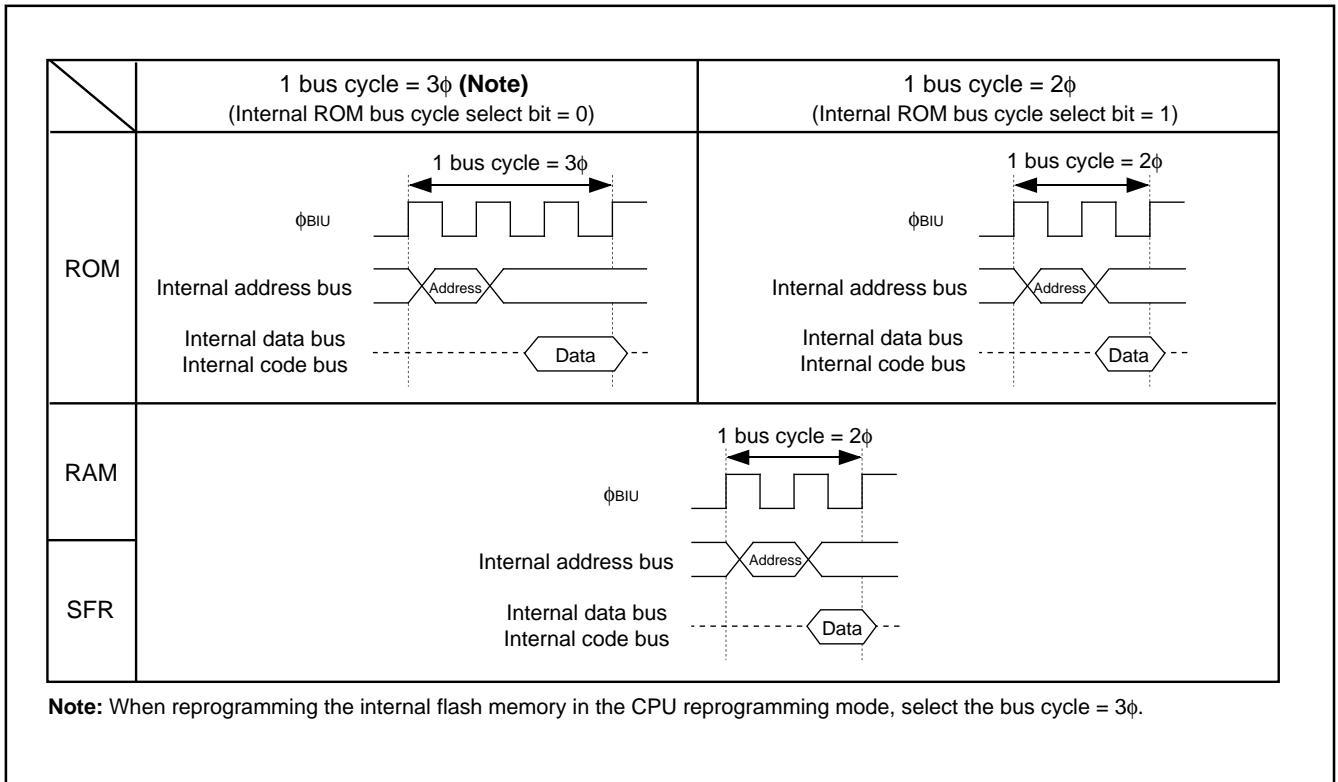 1 bus cycle = 3ϕ (Note)
(Internal ROM bus cycle select bit = 0)
1 bus cycle = 2ϕ
(Internal ROM bus cycle select bit = 1)
ROM
1 bus cycle = 3ϕ
ϕBIU
Internal address bus
Address
Internal data bus
Internal code bus
Data
1 bus cycle = 2ϕ
ϕBIU
Internal address bus
Address
Internal data bus
Internal code bus
Data
RAM
SFR
1 bus cycle = 2ϕ
ϕBIU
Internal address bus
Address
Internal data bus
Internal code bus
Data
Note: When reprogramming the internal flash memory in the CPU reprogramming mode, select the bus cycle = 3ϕ.